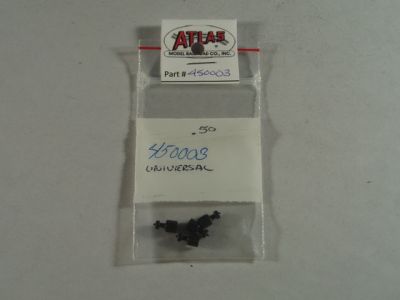 ATLAS
MODEL RAILROAD CO., INC.
Part # 450003
.50
450003
UNIVERSAL